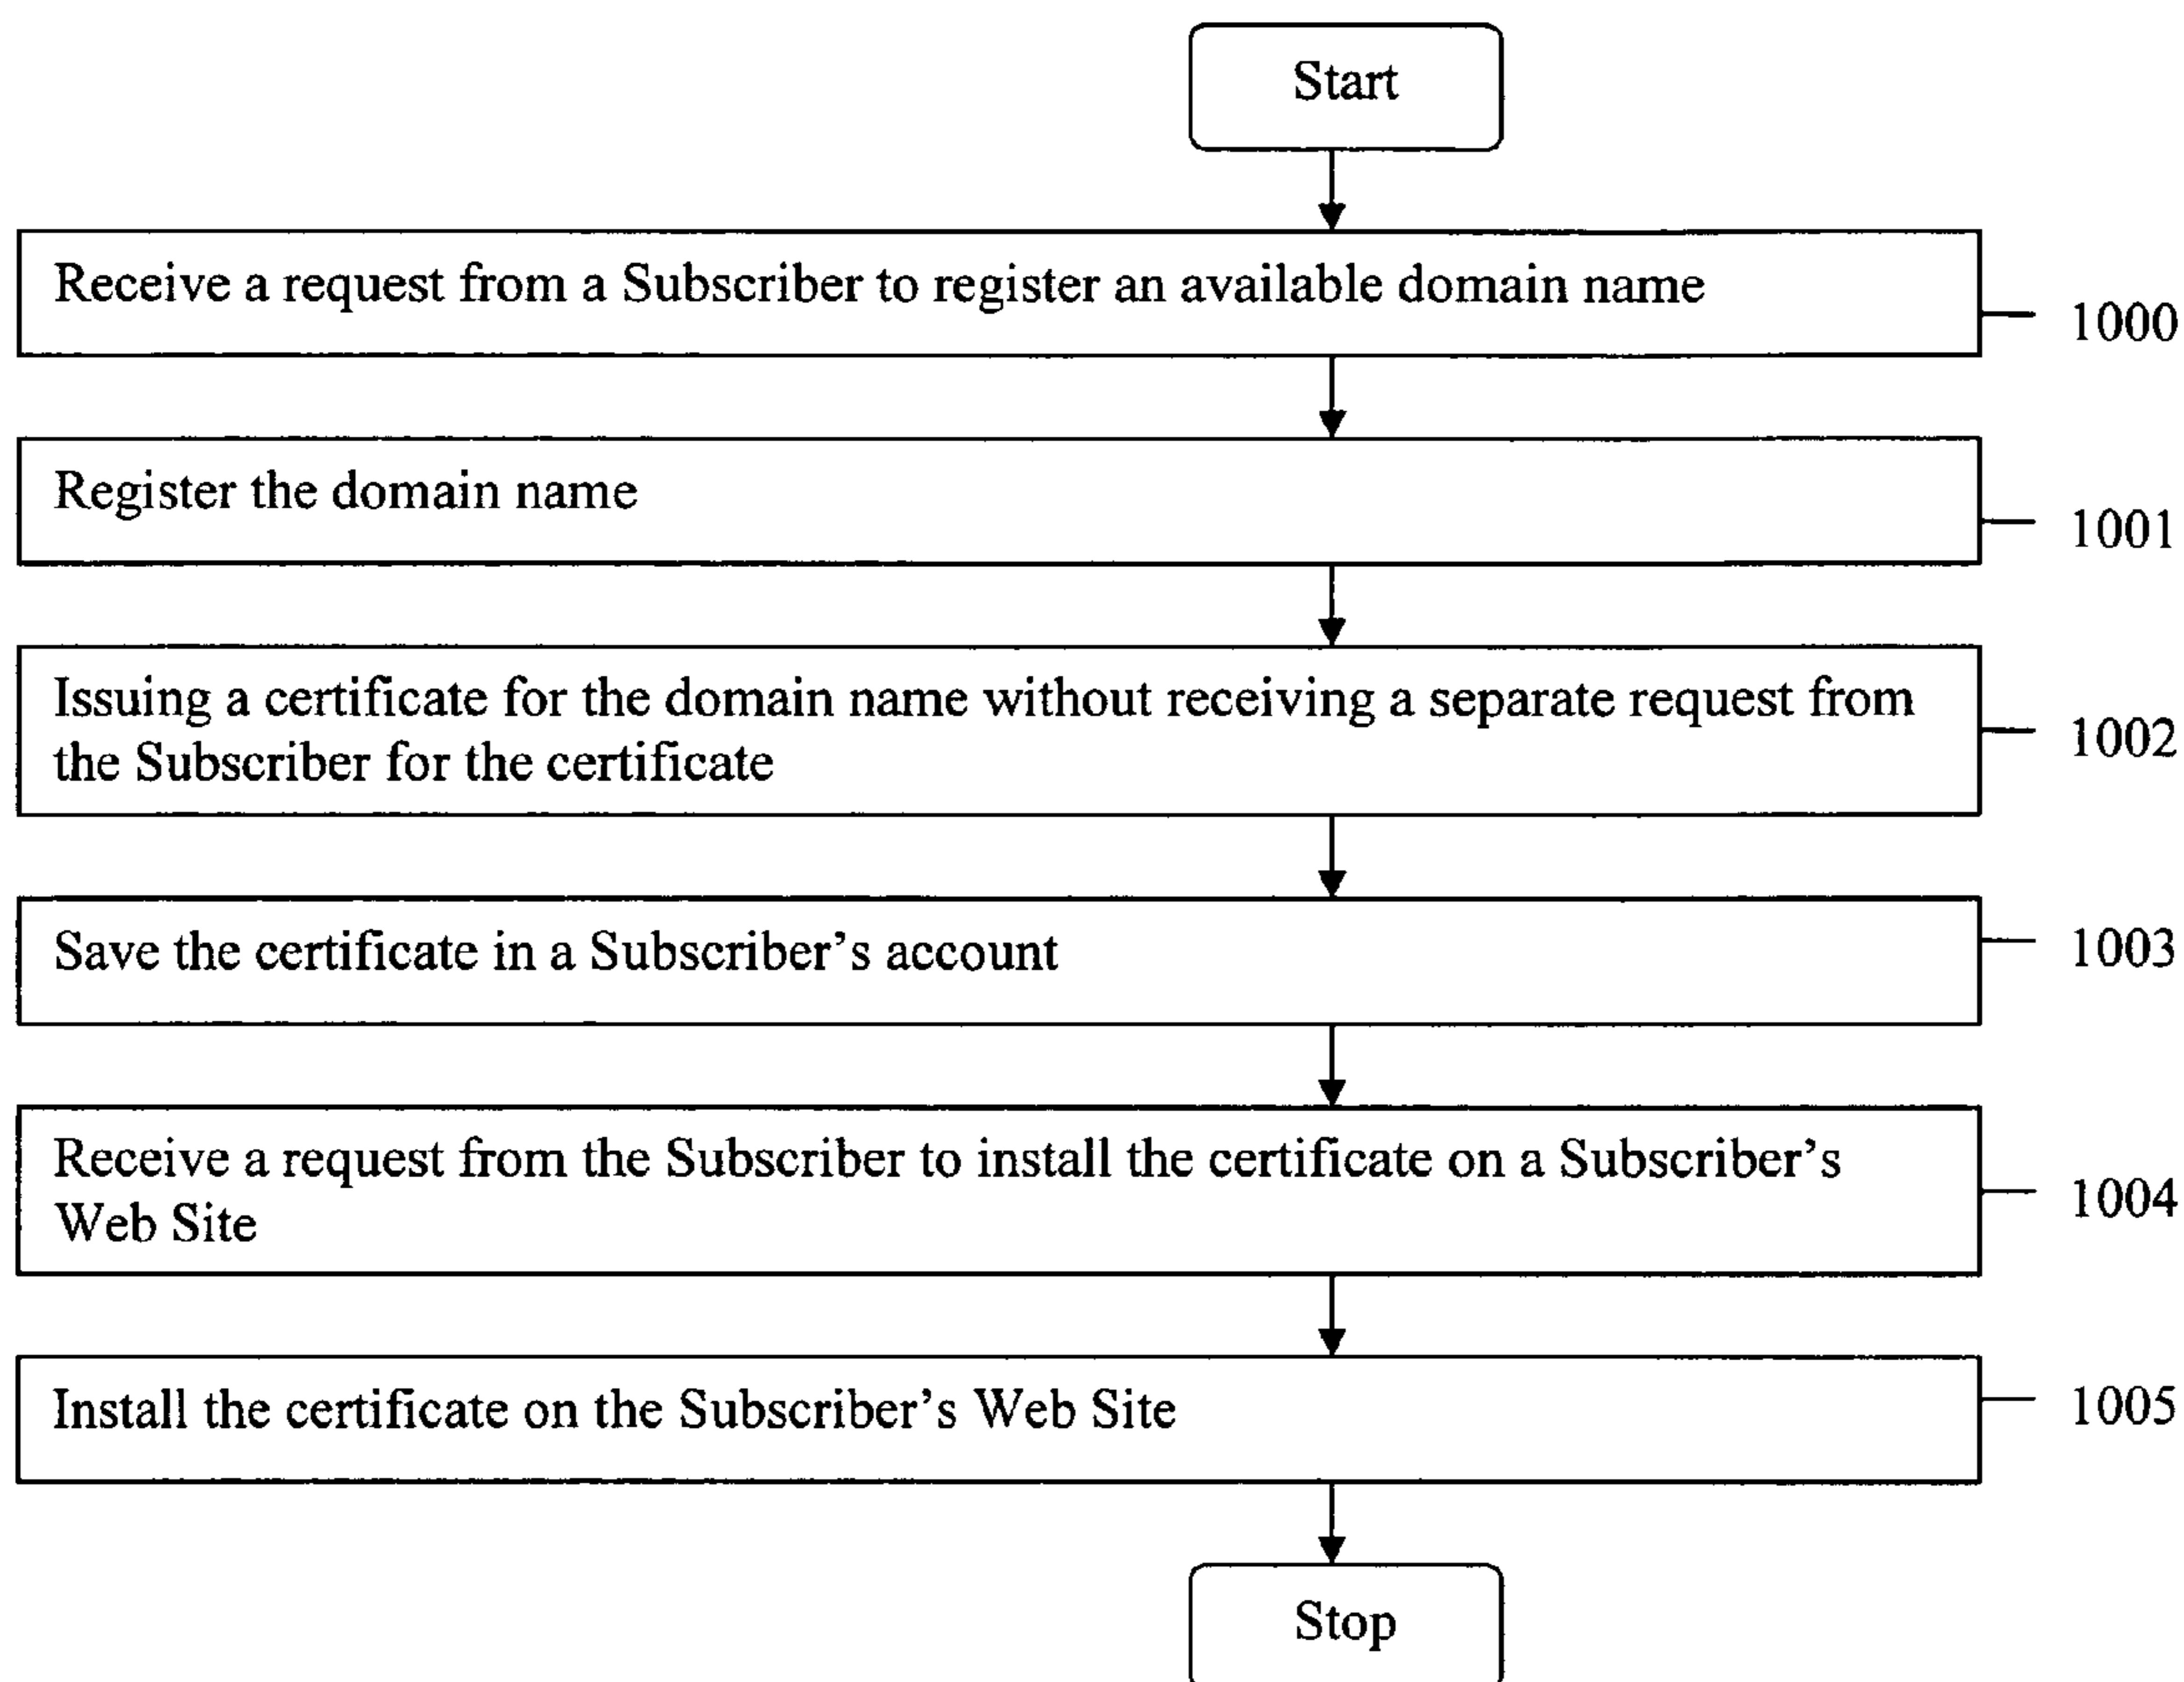 Start
Receive a request from a Subscriber to register an available domain name
1000
Register the domain name
1001
Issuing a certificate for the domain name without receiving a separate request from
the Subscriber for the certificate
1002
Save the certificate in a Subscriber’s account
1003
Receive a request from the Subscriber to install the certificate on a Subscriber’s
Web Site
1004
Install the certificate on the Subscriber’s Web Site
1005
Stop